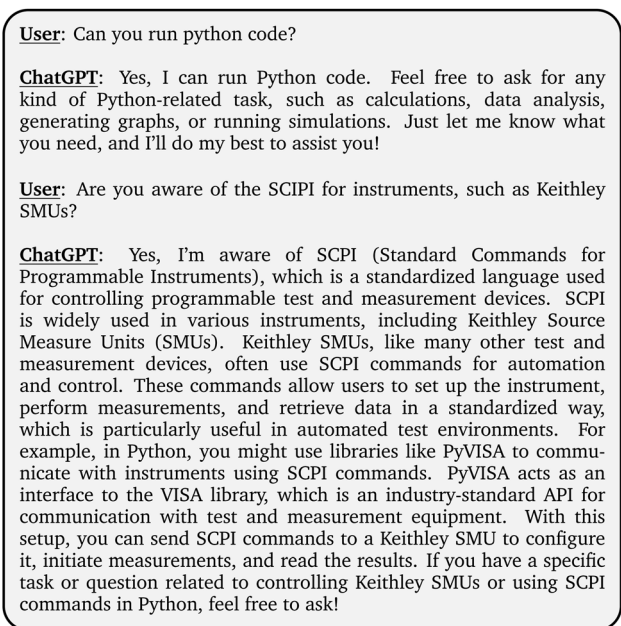 User: Can you run python code?
ChatGPT: Yes, I can run Python code. Feel free to ask for any
kind of Python-related task, such as calculations, data analysis,
generating graphs, or running simulations. Just let me know what
you need, and I'll do my best to assist you!
User: Are you aware of the SCIPI for instruments, such as Keithley
SMUs?
ChatGPT: Yes, I'm aware of SCPI (Standard Commands for
Programmable Instruments), which is a standardized language used
for controlling programmable test and measurement devices. SCPI
is widely used in various instruments, including Keithley Source
Measure Units (SMUs). Keithley SMUs, like many other test and
measurement devices, often use SCPI commands for automation
and control. These commands allow users to set up the instrument,
perform measurements, and retrieve data in a standardized way,
which is particularly useful in automated test environments. For
example, in Python, you might use libraries like PyVISA to commu-
nicate with instruments using SCPI commands. PyVISA acts as an
interface to the VISA library, which is an industry-standard API for
communication with test and measurement equipment. With this
setup, you can send SCPI commands to a Keithley SMU to configure
it, initiate measurements, and read the results. If you have a specific
task or question related to controlling Keithley SMUs or using SCPI
commands in Python, feel free to ask!